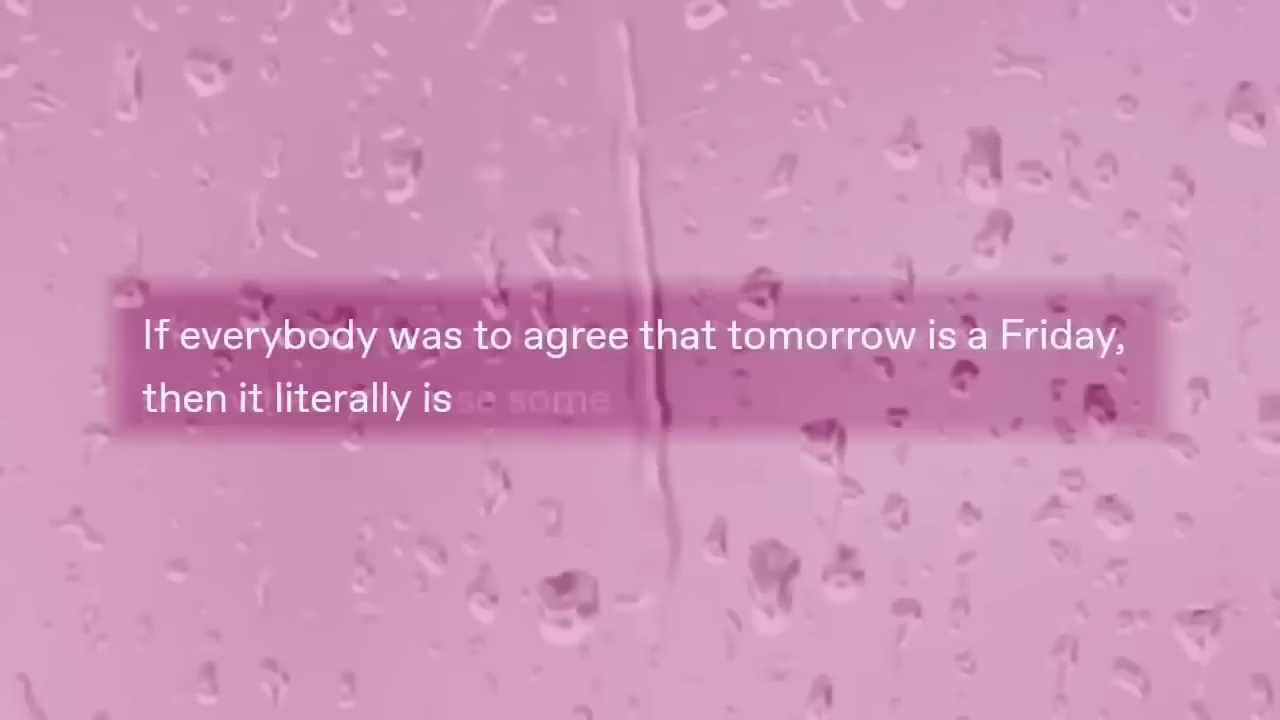 If everybody was to agree that tomorrow is a Friday,
then it literally is